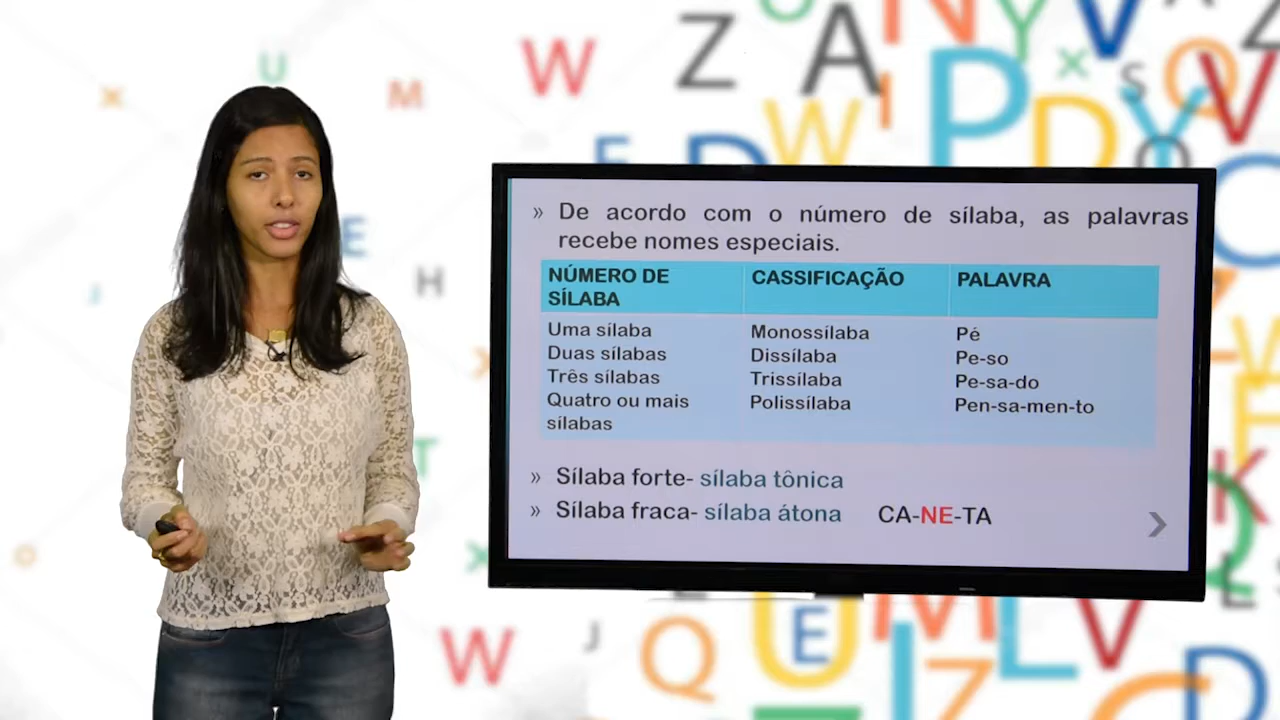 » De acordo com o número de sílaba, as palavras
recebe nomes especiais.
NÚMERO DE SÍLABA CASSIFICAÇÃO PALAVRA
Uma sílaba Monossílaba Pé
Duas sílabas Dissílaba Pe-so
Três sílabas Trissílaba Pe-sa-do
Quatro ou mais sílabas Polissílaba Pen-sa-men-to
» Sílaba forte- sílaba tônica
» Sílaba fraca- sílaba átona CA-NE-TA